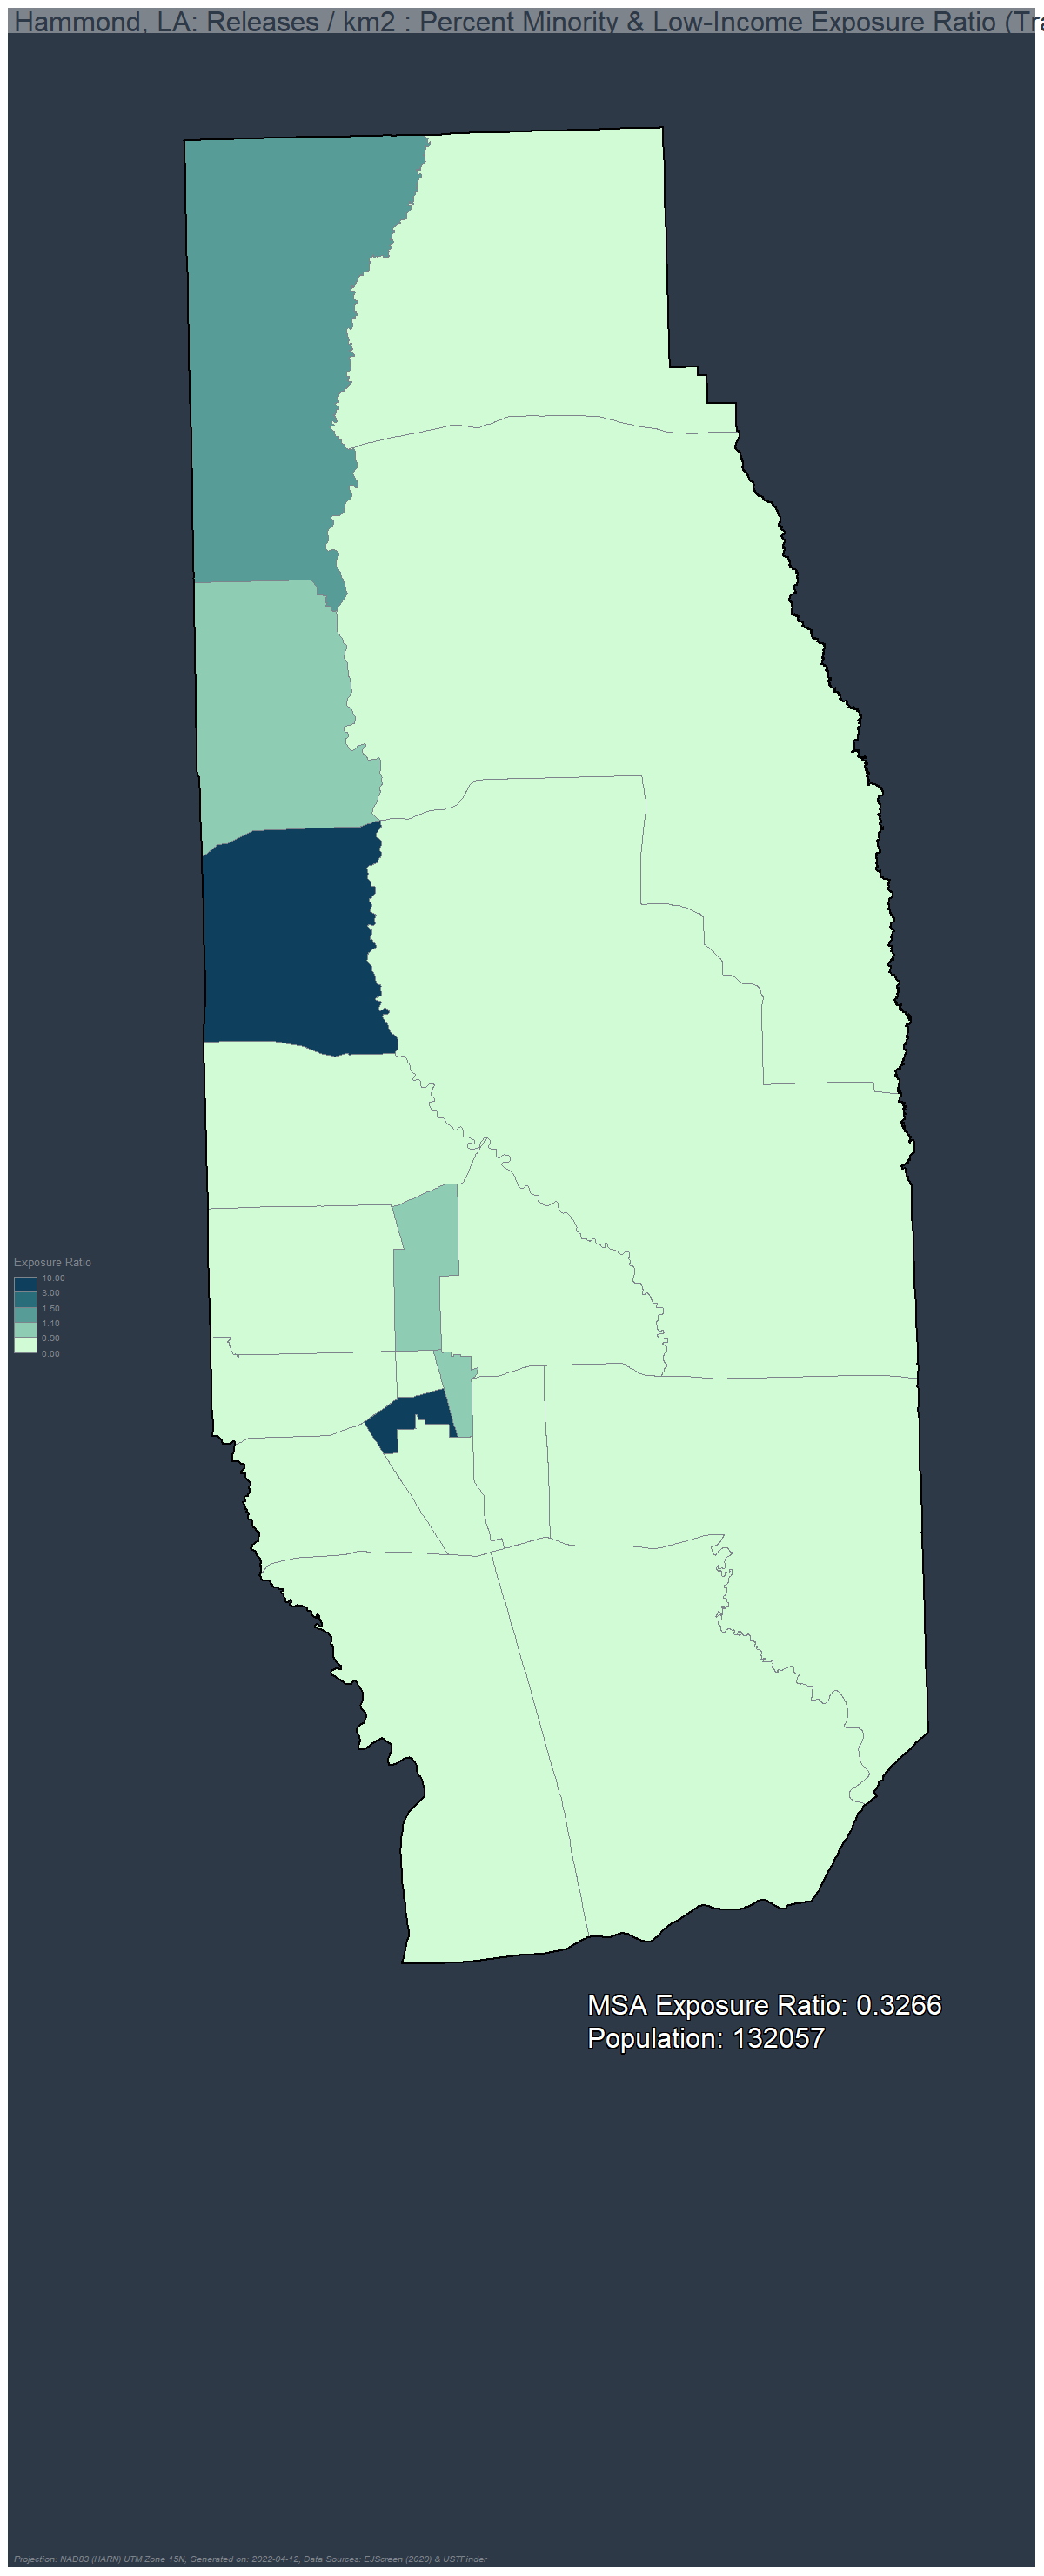 Hammond, LA: Releases / km2 : Percent Minority & Low-Income Exposure Ratio (Tra
Exposure Ratio
10.00
3.00
1.50
1.10
0.90
0.00
MSA Exposure Ratio: 0.3266
Population: 132057
Projection: NAD83 (HARN) UTM Zone 15N, Generated on: 2022-04-12, Data Sources: EJScreen (2020) & USTFinder